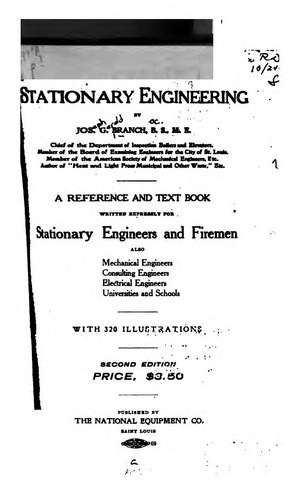 STATIONARY ENGINEERING
BY
JOS. G. BRANCH, B. S., M. E.
Chief of the Department of Inspection Boilers and Elevators.
Member of the Board of Examining Engineers for the City of St. Louis.
Member of the American Society of Mechanical Engineers, Etc.
Author of "Heat and Light From Municipal and Other Waste," Etc.
A REFERENCE AND TEXT BOOK
WRITTEN EXPRESSLY FOR
Stationary Engineers and Firemen
ALSO
Mechanical Engineers
Consulting Engineers
Electrical Engineers
Universities and Schools
WITH 320 ILLUSTRATIONS
SECOND EDITION
PRICE, $3.50
PUBLISHED BY
THE NATIONAL EQUIPMENT CO.
SAINT LOUIS